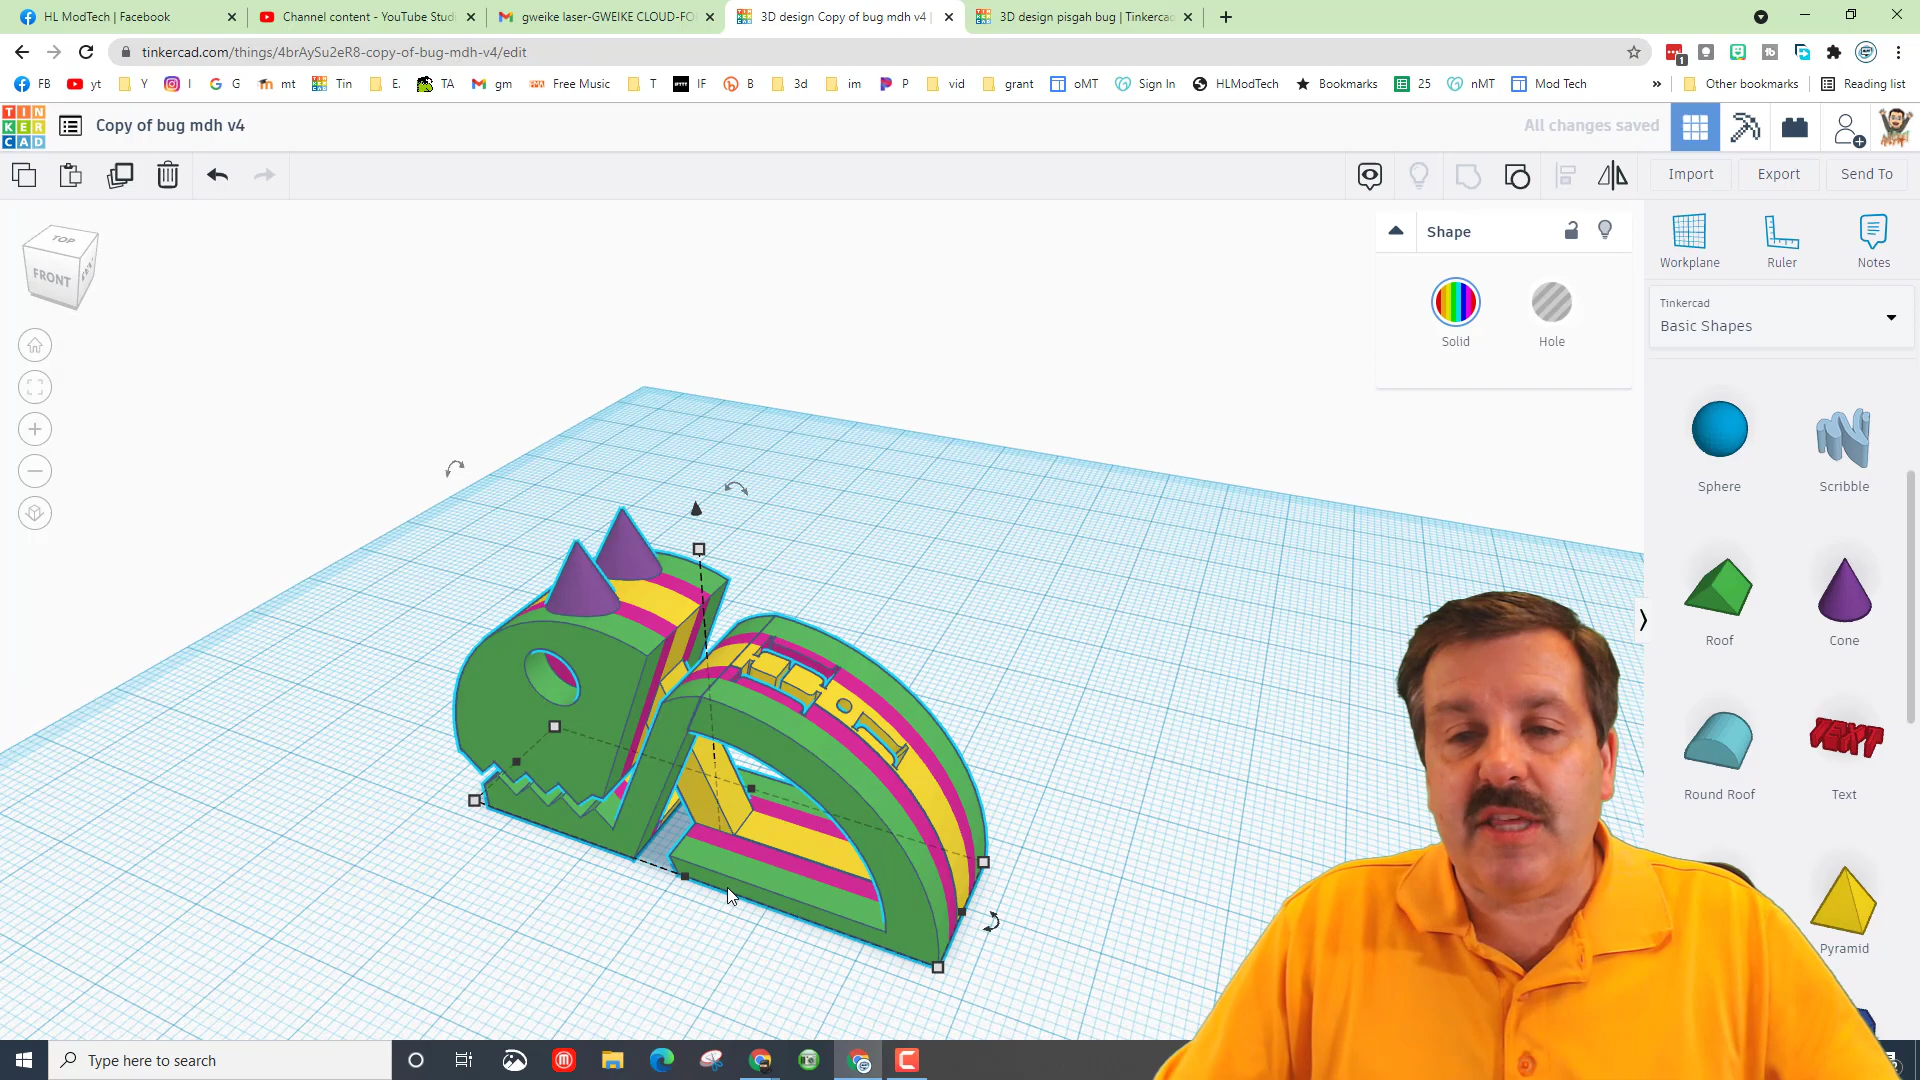 HL ModTech | Facebook
Channel content - YouTube Studi
gweike laser-GWEIKE CLOUD-FO
3D design Copy of bug mdh v4 |
3D design pisgah bug | Tinkercad
tinkercad.com/things/4brAySu2eR8-copy-of-bug-mdh-v4/edit
FB yt Y I G mt Tin E. TA gm Free Music T IF B 3d im P vid grant oMT Sign In HLModTech Bookmarks 25 nMT Mod Tech » Other bookmarks Reading list
TIN
KER
CAD
Copy of bug mdh v4
All changes saved
Import Export Send To
TOP
FRONT
Shape
Solid Hole
Workplane Ruler Notes
Tinkercad
Basic Shapes
Sphere Scribble
Roof Cone
TEXT
Round Roof Text
Pyramid
Type here to search